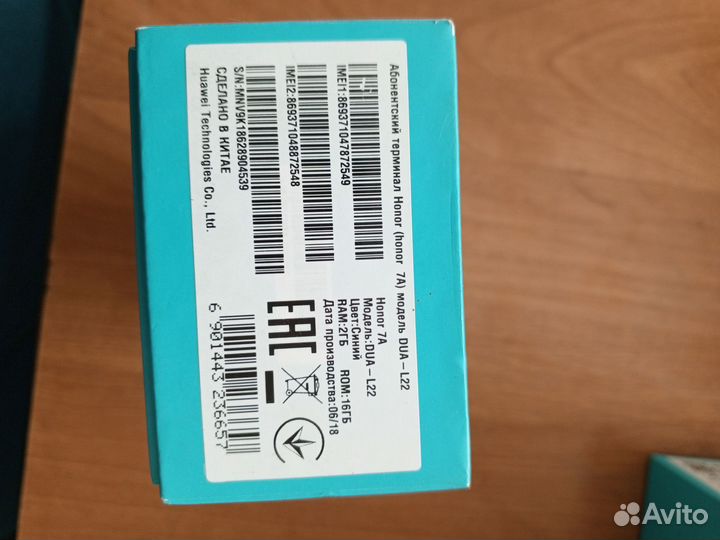 Абонентский терминал Honor (honor 7A) модель DUA-L22
IMEI1:869371047872549
IMEI2:869371048872548
S/N:MNV9K18628904539
СДЕЛАНО В КИТАЕ
Huawei Technologies Co., Ltd.
Honor 7A
Модель:DUA-L22
Цвет:Синий
RAM:2ГБ ROM:16ГБ
Дата производства:06/18
EAC
6 901443 236657
Avito